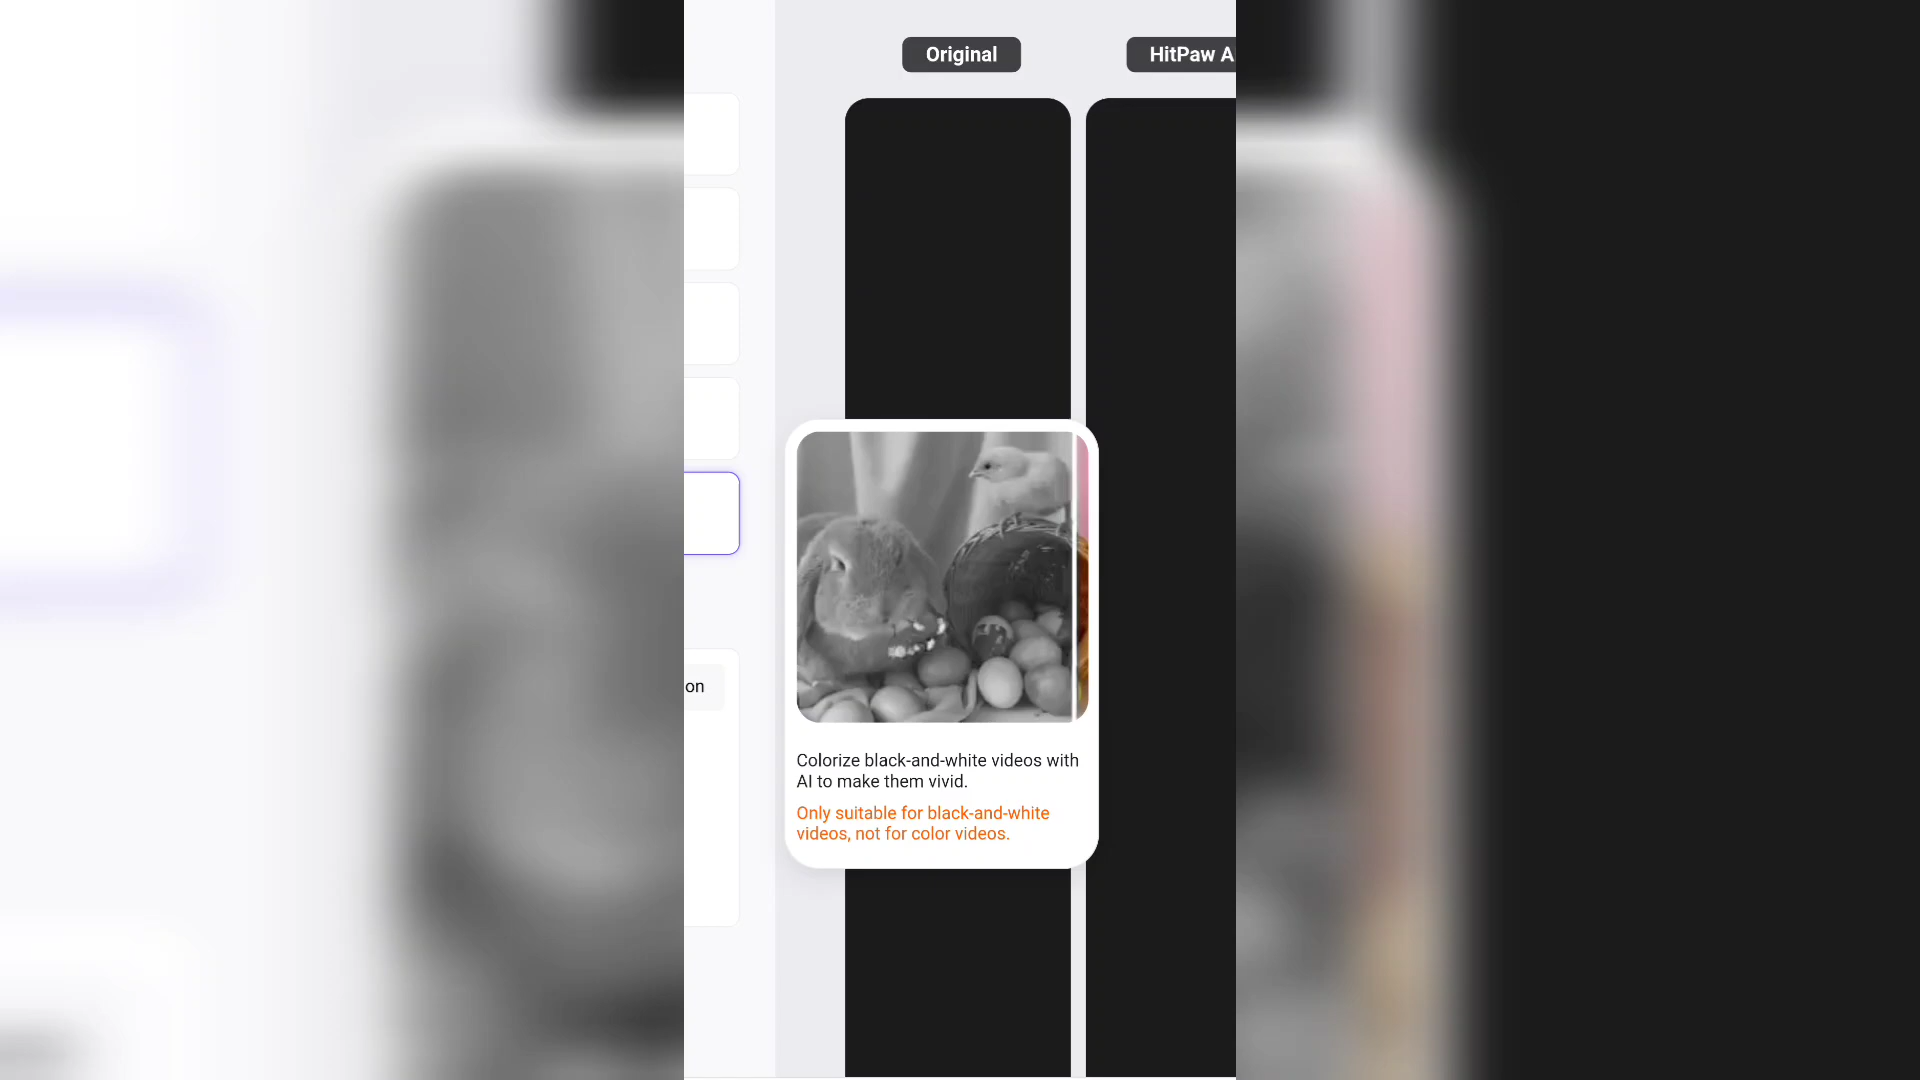 Original
HitPaw A
on
Colorize black-and-white videos with
AI to make them vivid.
Only suitable for black-and-white
videos, not for color videos.